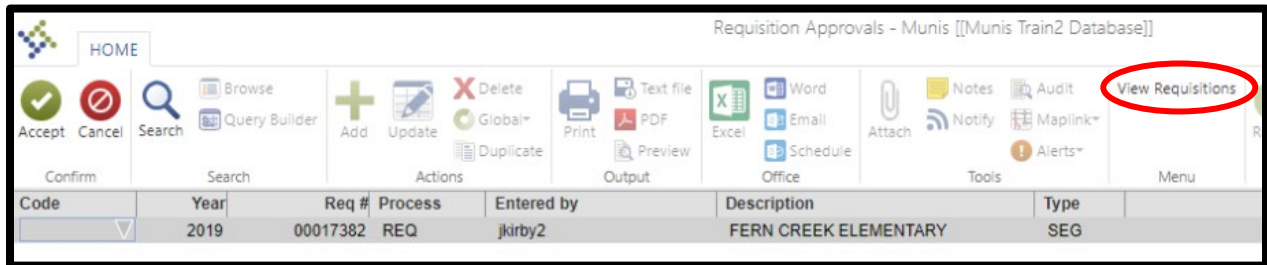 Requisition Approvals - Munis [[Munis Train2 Database]]
HOME
Accept Cancel Search Browse Query Builder Add Update Delete Global Duplicate Print Text file PDF Preview Excel Word Email Schedule Attach Notes Notify Audit Maplink Alerts View Requisitions R
Confirm Search Actions Output Office Tools Menu
Code Year Req # Process Entered by Description Type
2019 00017382 REQ jkirby2 FERN CREEK ELEMENTARY SEG